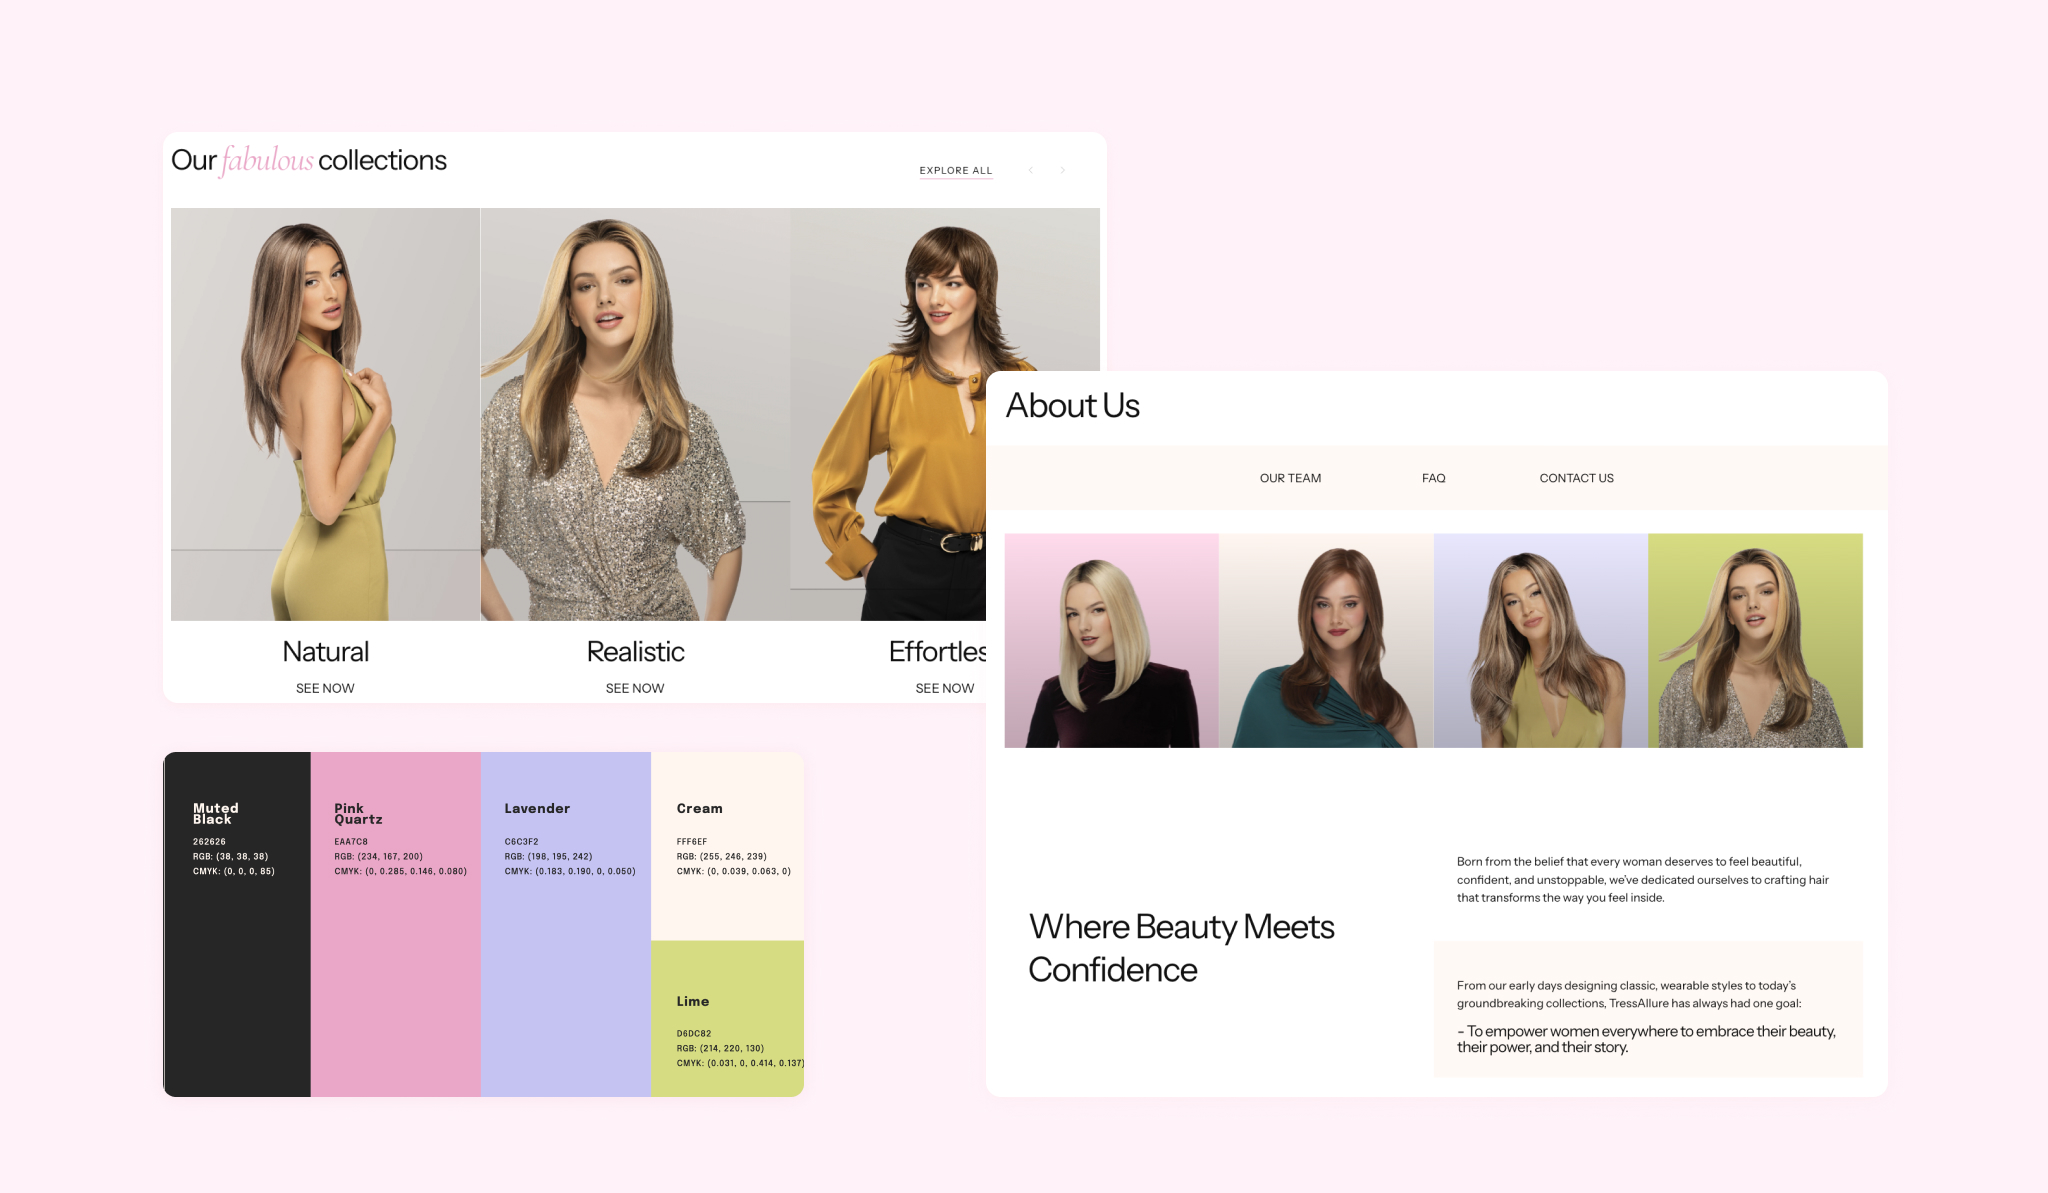 Our fabulous collections
EXPLORE ALL
Natural
Realistic
Effortles
SEE NOW
SEE NOW
SEE NOW
About Us
OUR TEAM
FAQ
CONTACT US
Where Beauty Meets
Confidence
Born from the belief that every woman deserves to feel beautiful,
confident, and unstoppable, we've dedicated ourselves to crafting hair
that transforms the way you feel inside.
From our early days designing classic, wearable styles to today's
groundbreaking collections, TressAllure has always had one goal:
- To empower women everywhere to embrace their beauty,
their power, and their story.
Muted
Black
262626
RGB: (38, 38, 38)
CMYK: (0, 0, 0, 85)
Pink
Quartz
EAA7C8
RGB: (234, 167, 200)
CMYK: (0, 0.285, 0.146, 0.080)
Lavender
C6C3F2
RGB: (198, 195, 242)
CMYK: (0.183, 0.190, 0, 0.050)
Cream
FFF6EF
RGB: (255, 246, 239)
CMYK: (0, 0.039, 0.063, 0)
Lime
D6DC82
RGB: (214, 220, 130)
CMYK: (0.031, 0, 0.414, 0.137)